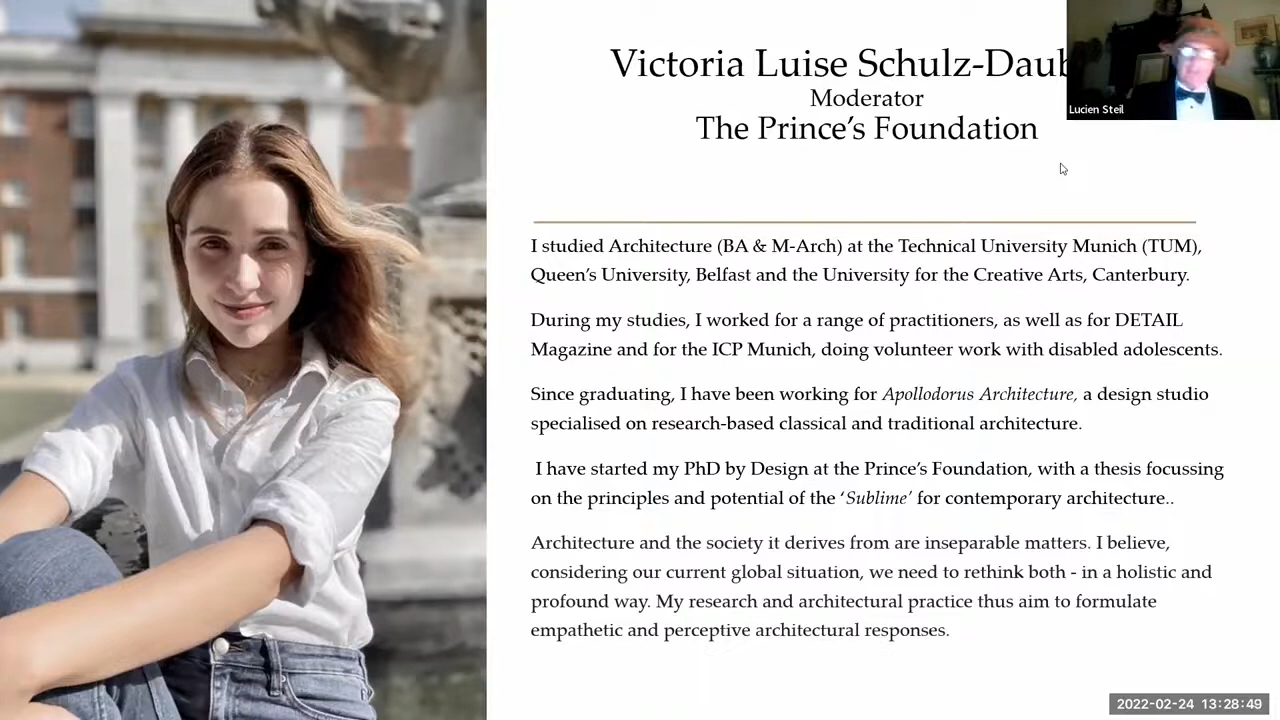 Victoria Luise Schulz-Daub
Moderator
The Prince's Foundation
Lucien Steil
I studied Architecture (BA & M-Arch) at the Technical University Munich (TUM),
Queen's University, Belfast and the University for the Creative Arts, Canterbury.
During my studies, I worked for a range of practitioners, as well as for DETAIL
Magazine and for the ICP Munich, doing volunteer work with disabled adolescents.
Since graduating, I have been working for Apollodorus Architecture, a design studio
specialised on research-based classical and traditional architecture.
I have started my PhD by Design at the Prince's Foundation, with a thesis focussing
on the principles and potential of the ‘Sublime’ for contemporary architecture..
Architecture and the society it derives from are inseparable matters. I believe,
considering our current global situation, we need to rethink both - in a holistic and
profound way. My research and architectural practice thus aim to formulate
empathetic and perceptive architectural responses.
2022-02-24 13:28:49